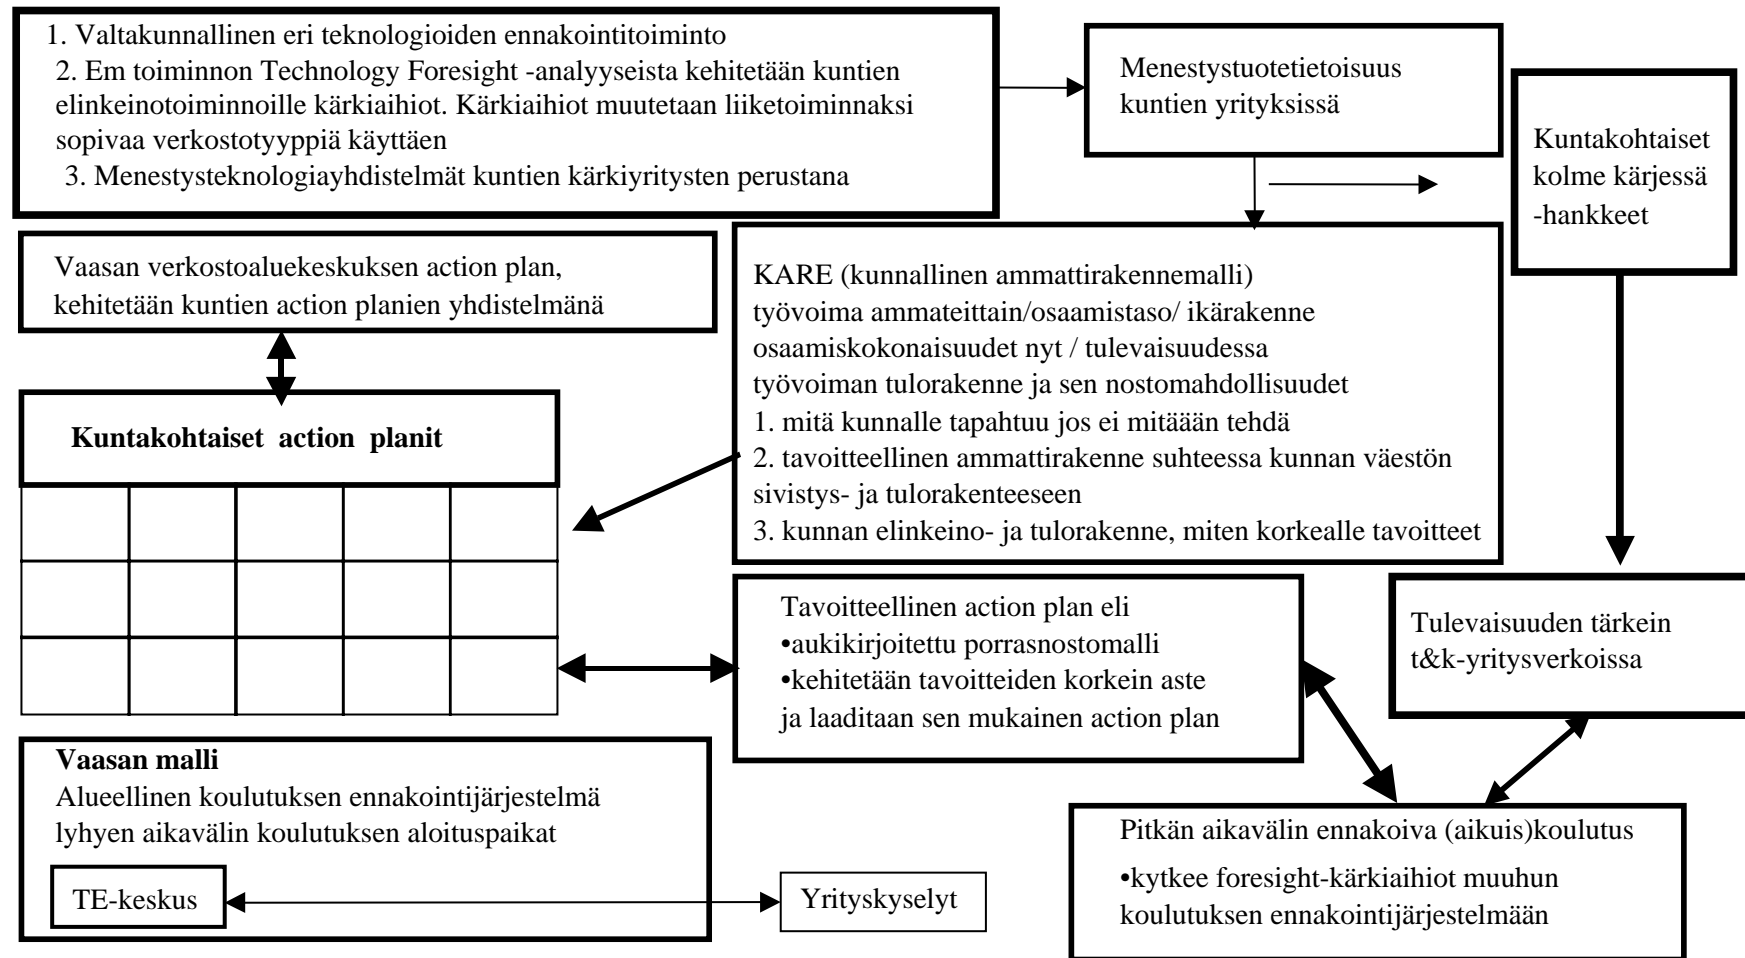 1. Valtakunnallinen eri teknologioiden ennakointitoiminto
2. Em toiminnon Technology Foresight -analyyseista kehitetään kuntien
elinkeinotoiminnoille kärkiaihiot. Kärkiaihiot muutetaan liiketoiminnaksi
sopivaa verkostotyyppiä käyttäen
3. Menestysteknologiayhdistelmät kuntien kärkiyritysten perustana
Menestystuotetietoisuus
kuntien yrityksissä
Kuntakohtaiset
kolme kärjessä
-hankkeet
Vaasan verkostoaluekeskuksen action plan,
kehitetään kuntien action planien yhdistelmänä
KARE (kunnallinen ammattirakennemalli)
työvoima ammateittain/osaamistaso/ ikärakenne
osaamiskokonaisuudet nyt / tulevaisuudessa
työvoiman tulorakenne ja sen nostomahdollisuudet
1. mitä kunnalle tapahtuu jos ei mitäään tehdä
2. tavoitteellinen ammattirakenne suhteessa kunnan väestön
sivistys- ja tulorakenteeseen
3. kunnan elinkeino- ja tulorakenne, miten korkealle tavoitteet
Kuntakohtaiset action planit
Tavoitteellinen action plan eli
•aukikirjoitettu porrasnostomalli
•kehitetään tavoitteiden korkein aste
ja laaditaan sen mukainen action plan
Tulevaisuuden tärkein
t&k-yritysverkoissa
Vaasan malli
Alueellinen koulutuksen ennakointijärjestelmä
lyhyen aikavälin koulutuksen aloituspaikat
TE-keskus
Yrityskyselyt
Pitkän aikavälin ennakoiva (aikuis)koulutus
•kytkee foresight-kärkiaihiot muuhun
koulutuksen ennakointijärjestelmään